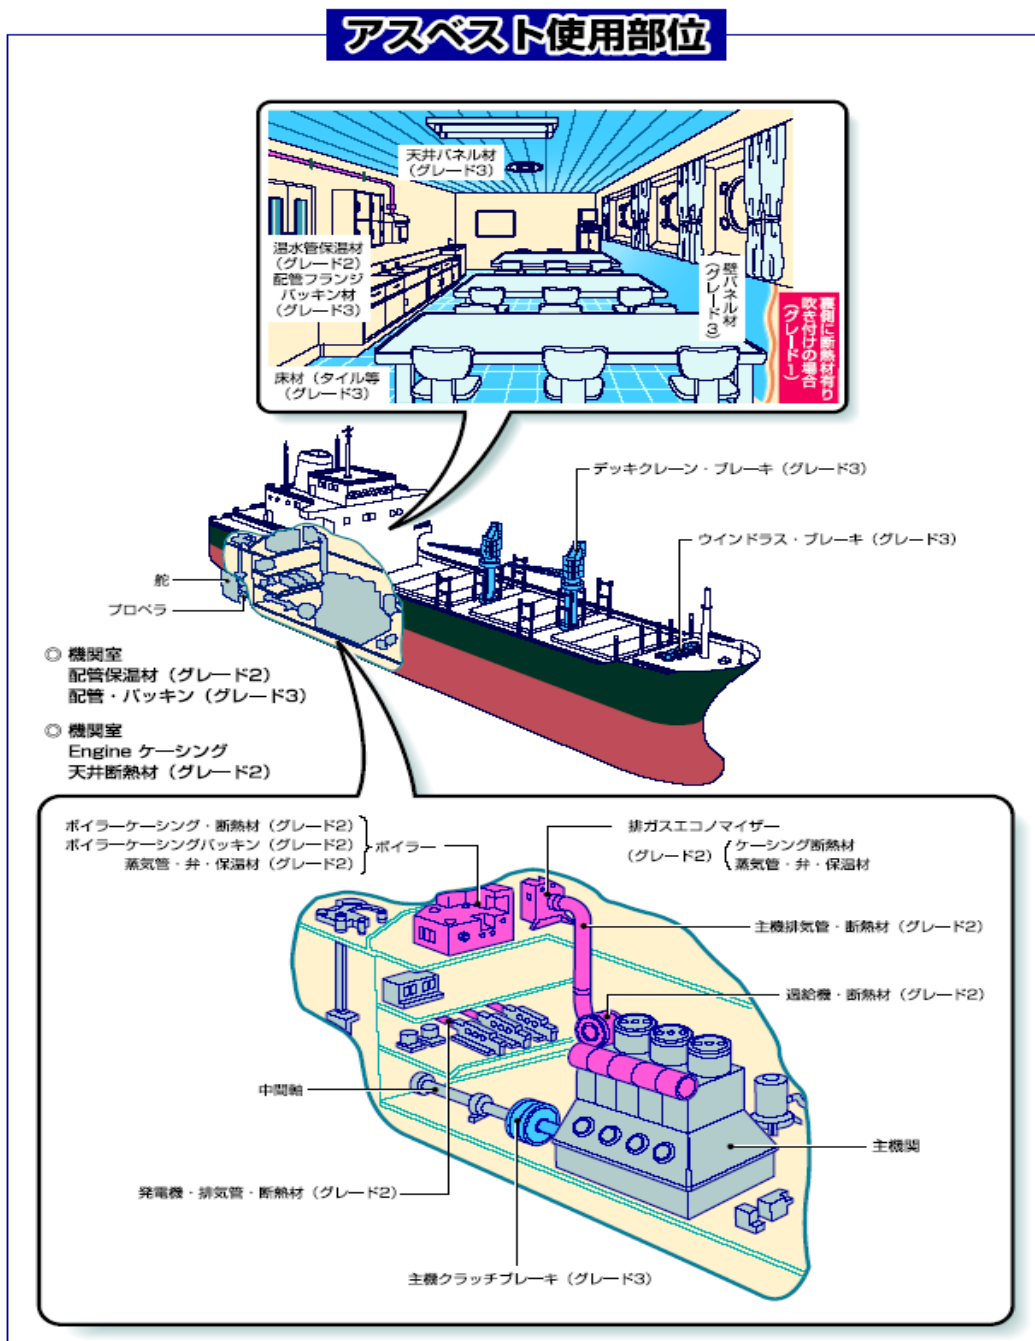 アスベスト使用部位
天井パネル材
(グレード3)
温水管保温材
(グレード2)
配管フランジ
パッキン材
(グレード3)
壁パネル材
(グレード3)
裏側に断熱材有り
吹き付けの場合
(グレード1)
床材(タイル等
(グレード3)
デッキクレーン・ブレーキ(グレード3)
ウインドラス・ブレーキ(グレード3)
舵
プロペラ
◎ 機関室
配管保温材(グレード2)
配管・パッキン(グレード3)
◎ 機関室
Engine ケーシング
天井断熱材(グレード2)
ボイラーケーシング・断熱材(グレード2)
ボイラーケーシングパッキン(グレード2)
蒸気管・弁・保温材(グレード2)
ボイラー
排ガスエコノマイザー
(グレード2)
ケーシング断熱材
蒸気管・弁・保温材
主機排気管・断熱材(グレード2)
過給機・断熱材(グレード2)
中間軸
主機関
発電機・排気管・断熱材(グレード2)
主機クラッチブレーキ(グレード3)